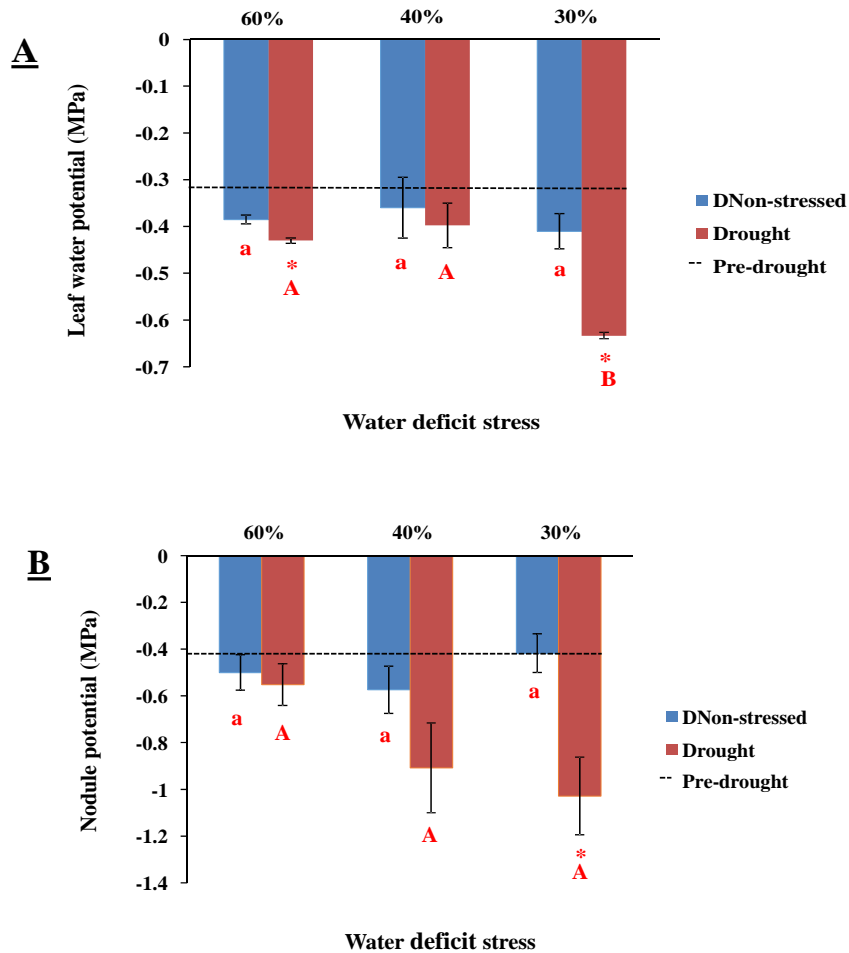 60% 40% 30%
A
0
-0.1
-0.2
-0.3
-0.4
-0.5
-0.6
-0.7
Leaf water potential (MPa)
a * A a A a * B
DNon-stressed
Drought
Pre-drought
Water deficit stress
60% 40% 30%
B
0
-0.2
-0.4
-0.6
-0.8
-1
-1.2
-1.4
Nodule potential (MPa)
a A a A a * A
DNon-stressed
Drought
Pre-drought
Water deficit stress